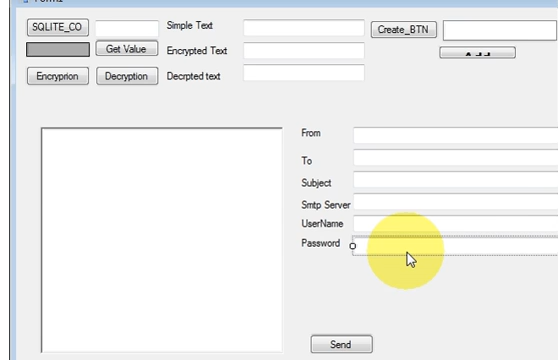 SQLITE_CO
Simple Text
Create_BTN
Get Value
Encrypted Text
Encryprion
Decryption
Decrpted text
From
To
Subject
Smtp Server
UserName
Password
Send